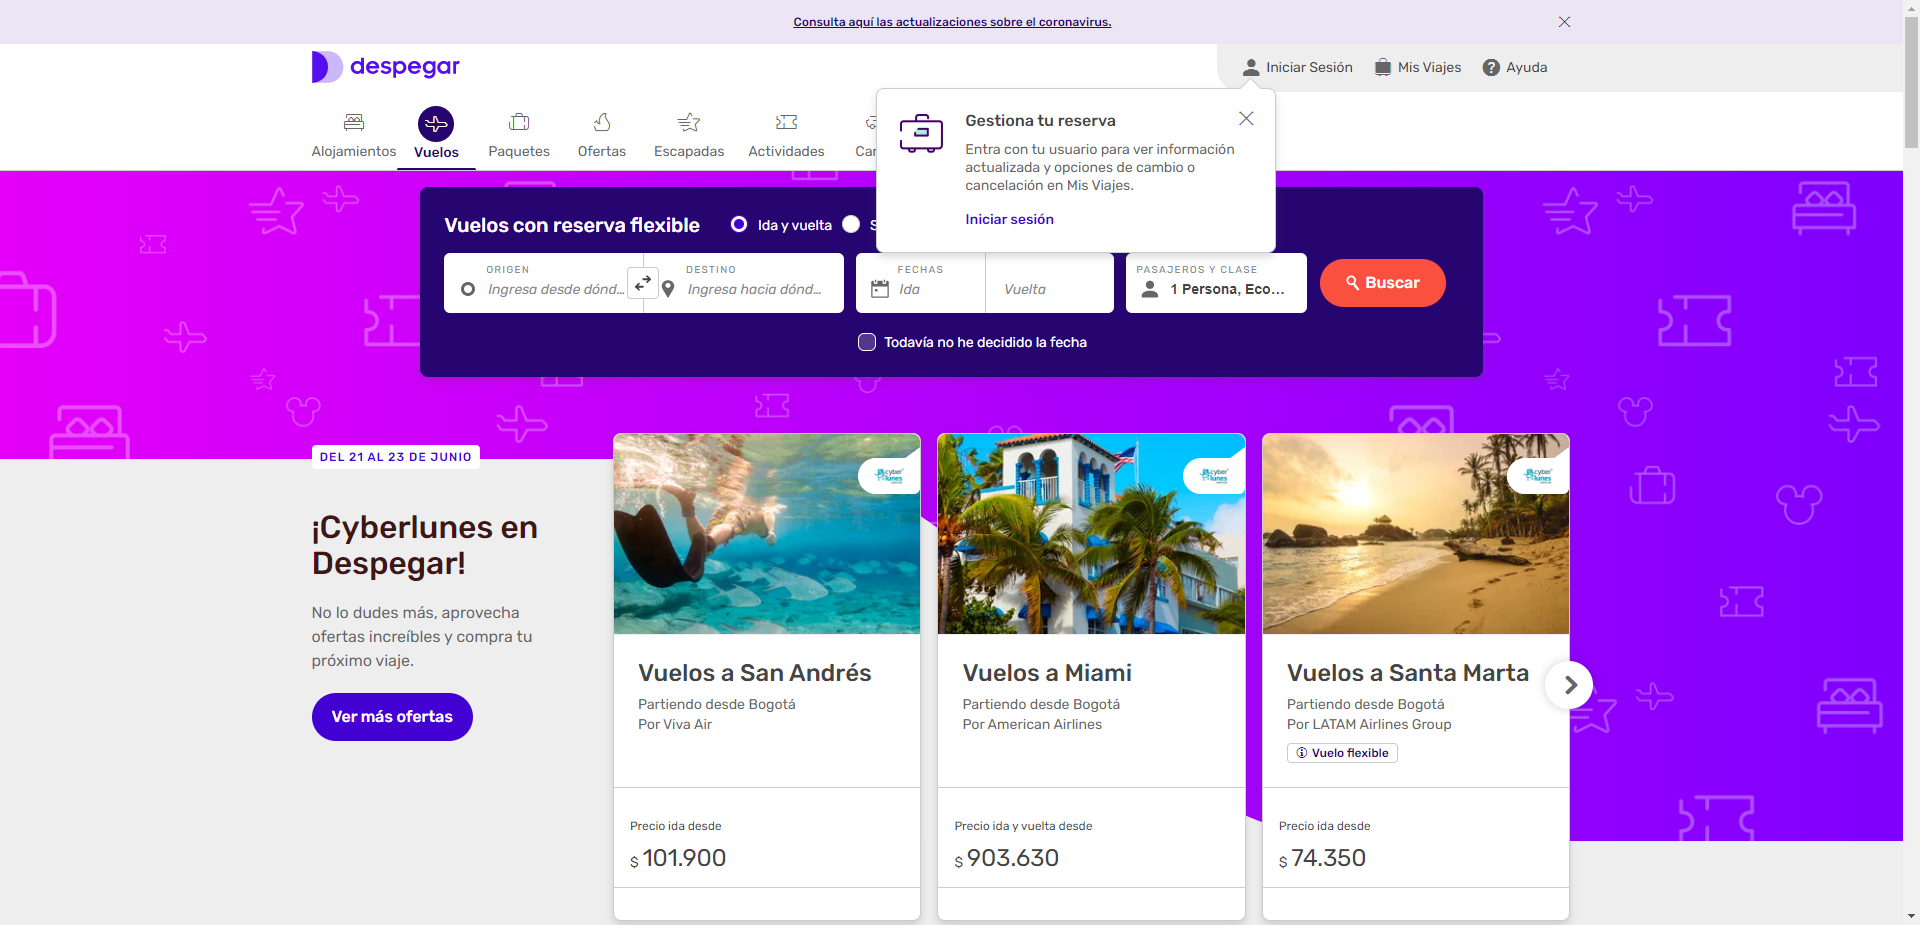 Consulta aquí las actualizaciones sobre el coronavirus.
despegar
Iniciar Sesión
Mis Viajes
Ayuda
Alojamientos
Vuelos
Paquetes
Ofertas
Escapadas
Actividades
Gestiona tu reserva
Entra con tu usuario para ver información
actualizada y opciones de cambio o
cancelación en Mis Viajes.
Iniciar sesión
Vuelos con reserva flexible
Ida y vuelta
ORIGEN
Ingresa desde dónd...
DESTINO
Ingresa hacia dónd...
FECHAS
Ida
Vuelta
PASAJEROS Y CLASE
1 Persona, Eco...
Buscar
Todavía no he decidido la fecha
DEL 21 AL 23 DE JUNIO
¡Cyberlunes en
Despegar!
No lo dudes más, aprovecha
ofertas increíbles y compra tu
próximo viaje.
Ver más ofertas
cyber
lunes
Vuelos a San Andrés
Partiendo desde Bogotá
Por Viva Air
Precio ida desde
$ 101.900
cyber
lunes
Vuelos a Miami
Partiendo desde Bogotá
Por American Airlines
Precio ida y vuelta desde
$ 903.630
cyber
lunes
Vuelos a Santa Marta
Partiendo desde Bogotá
Por LATAM Airlines Group
Vuelo flexible
Precio ida desde
$ 74.350